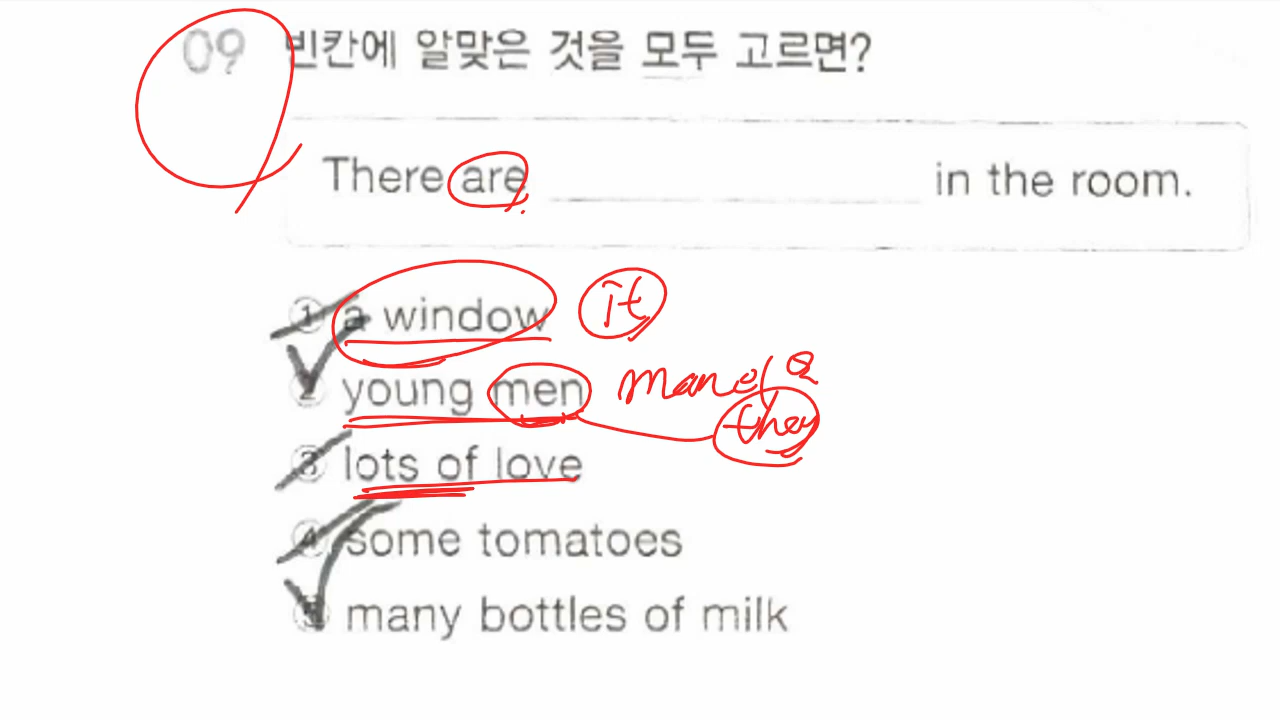 09 빈칸에 알맞은 것을 모두 고르면?
There are __________ in the room.
① a window it
② young men man의
they
③ lots of love
④ some tomatoes
⑤ many bottles of milk